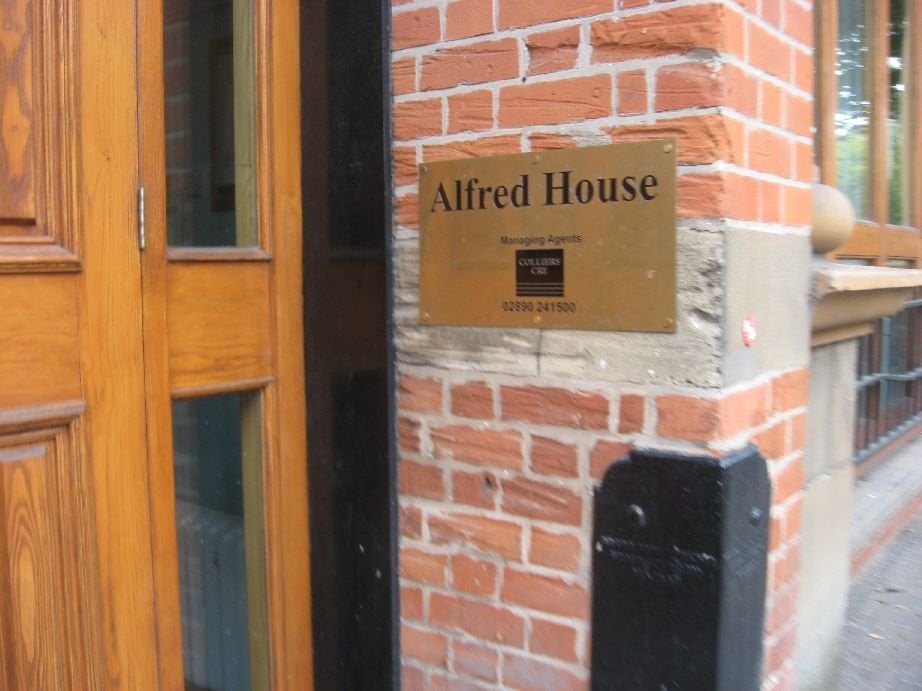 Alfred House
Managing Agents
COLLIERS
CRE
02890 241500